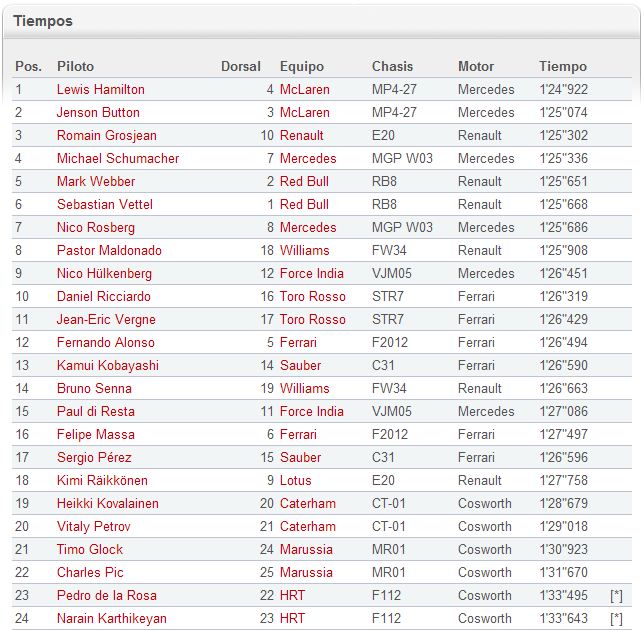 Tiempos
Pos. Piloto Dorsal Equipo Chasis Motor Tiempo
1 Lewis Hamilton 4 McLaren MP4-27 Mercedes 1'24"922
2 Jenson Button 3 McLaren MP4-27 Mercedes 1'25"074
3 Romain Grosjean 10 Renault E20 Renault 1'25"302
4 Michael Schumacher 7 Mercedes MGP W03 Mercedes 1'25"336
5 Mark Webber 2 Red Bull RB8 Renault 1'25"651
6 Sebastian Vettel 1 Red Bull RB8 Renault 1'25"668
7 Nico Rosberg 8 Mercedes MGP W03 Mercedes 1'25"686
8 Pastor Maldonado 18 Williams FW34 Renault 1'25"908
9 Nico Hülkenberg 12 Force India VJM05 Mercedes 1'26"451
10 Daniel Ricciardo 16 Toro Rosso STR7 Ferrari 1'26"319
11 Jean-Eric Vergne 17 Toro Rosso STR7 Ferrari 1'26"429
12 Fernando Alonso 5 Ferrari F2012 Ferrari 1'26"494
13 Kamui Kobayashi 14 Sauber C31 Ferrari 1'26"590
14 Bruno Senna 19 Williams FW34 Renault 1'26"663
15 Paul di Resta 11 Force India VJM05 Mercedes 1'27"086
16 Felipe Massa 6 Ferrari F2012 Ferrari 1'27"497
17 Sergio Pérez 15 Sauber C31 Ferrari 1'26"596
18 Kimi Räikkönen 9 Lotus E20 Renault 1'27"758
19 Heikki Kovalainen 20 Caterham CT-01 Cosworth 1'28"679
20 Vitaly Petrov 21 Caterham CT-01 Cosworth 1'29"018
21 Timo Glock 24 Marussia MR01 Cosworth 1'30"923
22 Charles Pic 25 Marussia MR01 Cosworth 1'31"670
23 Pedro de la Rosa 22 HRT F112 Cosworth 1'33"495 [*]
24 Narain Karthikeyan 23 HRT F112 Cosworth 1'33"643 [*]